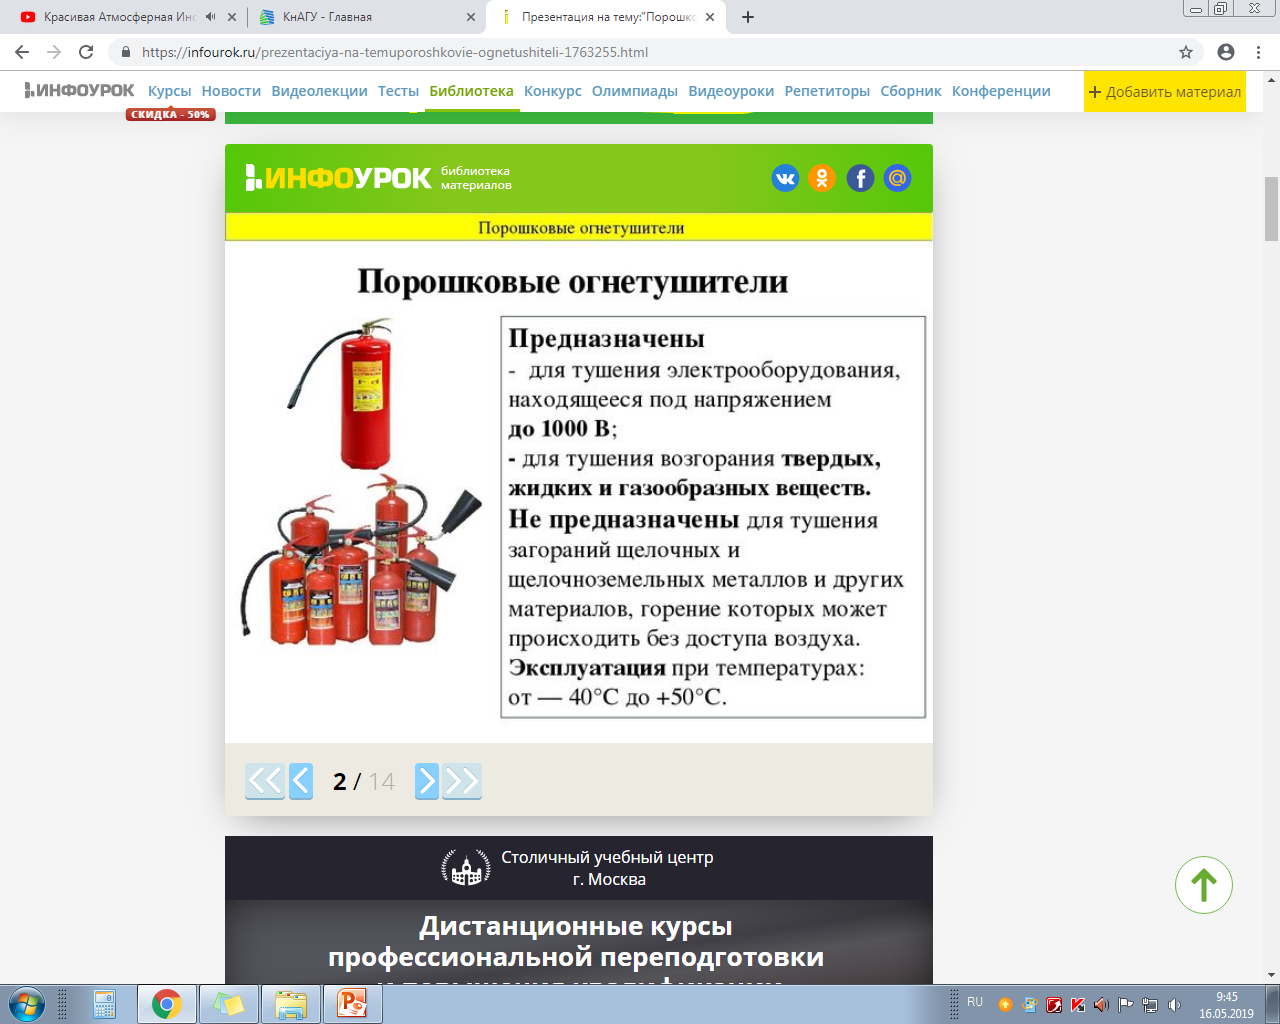 Красивая Атмосферная Инс
КнАГУ - Главная
Презентация на тему:"Порошко
https://infourok.ru/prezentaciya-na-temuporoshkovie-ognetushiteli-1763255.html
ИНФОУРОК
Курсы Новости Видеолекции Тесты Библиотека Конкурс Олимпиады Видеоуроки Репетиторы Сборник Конференции
+ Добавить материал
СКИДКА - 50%
ИНФОУРОК
библиотека
материалов
Порошковые огнетушители
Порошковые огнетушители
Предназначены
- для тушения электрооборудования,
находящееся под напряжением
до 1000 В;
- для тушения возгорания твердых,
жидких и газообразных веществ.
Не предназначены для тушения
загораний щелочных и
щелочноземельных металлов и других
материалов, горение которых может
происходить без доступа воздуха.
Эксплуатация при температурах:
от — 40°С до +50°С.
2 / 14
Столичный учебный центр
г. Москва
Дистанционные курсы
профессиональной переподготовки
и повышения квалификации
RU
9:45
16.05.2019